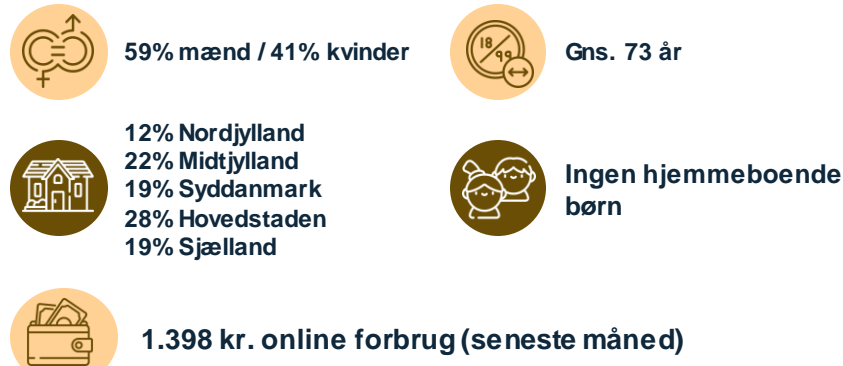 59% mænd / 41% kvinder
18
99
Gns. 73 år
12% Nordjylland
22% Midtjylland
19% Syddanmark
28% Hovedstaden
19% Sjælland
Ingen hjemmeboende
børn
1.398 kr. online forbrug (seneste måned)